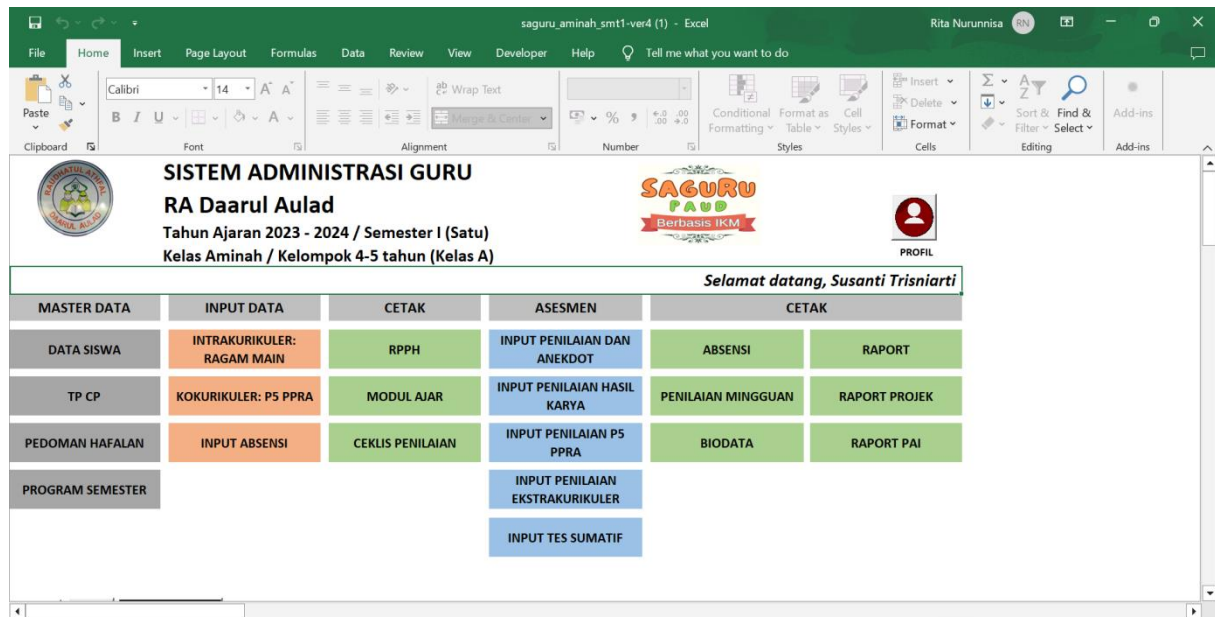 saguru_aminah_smt1-ver4 (1) - Excel
Rita Nurunnisa
RN
File Home Insert Page Layout Formulas Data Review View Developer Help Tell me what you want to do
Calibri 14 A A
Wrap Text
Insert
Delete
Format
Paste
B I U A
Merge & Center
% ,
Conditional Formatting
Format as Table
Cell Styles
Sort & Filter
Find & Select
Add-ins
Clipboard Font Alignment Number Styles Cells Editing Add-ins
RAUDHATUL ATHFAL
DAARUL AULAD
SISTEM ADMINISTRASI GURU
RA Daarul Aulad
Tahun Ajaran 2023 - 2024 / Semester I (Satu)
Kelas Aminah / Kelompok 4-5 tahun (Kelas A)
SAGURU
PAUD
Berbasis IKM
PROFIL
Selamat datang, Susanti Trisniarti
MASTER DATA INPUT DATA CETAK ASESMEN CETAK
DATA SISWA
INTRAKURIKULER:
RAGAM MAIN
RPPH
INPUT PENILAIAN DAN
ANEKDOT
ABSENSI
RAPORT
TP CP
KOKURIKULER: P5 PPRA
MODUL AJAR
INPUT PENILAIAN HASIL
KARYA
PENILAIAN MINGGUAN
RAPORT PROJEK
PEDOMAN HAFALAN
INPUT ABSENSI
CEKLIS PENILAIAN
INPUT PENILAIAN P5
PPRA
BIODATA
RAPORT PAI
PROGRAM SEMESTER
INPUT PENILAIAN
EKSTRAKURIKULER
INPUT TES SUMATIF